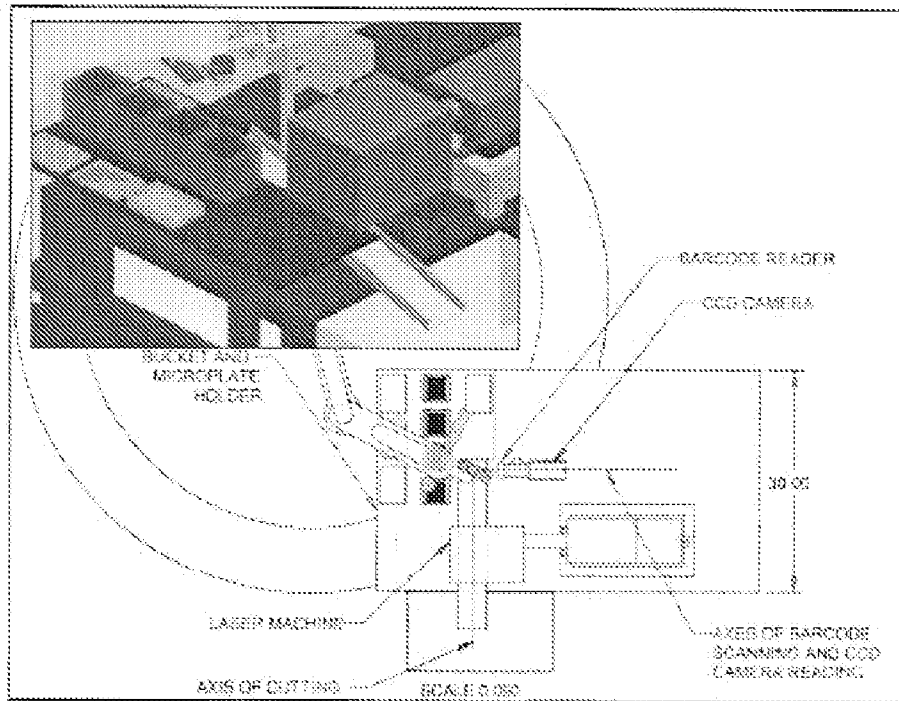 BARCODE READER
CCD CAMERA
BUCKET AND
MICROPLATE
HOLDER
30.00
LASER MACHINE
AXES OF BARCODE
SCANNING AND CCD
CAMERA READING
AXIS OF CUTTING
SCALE 0.050